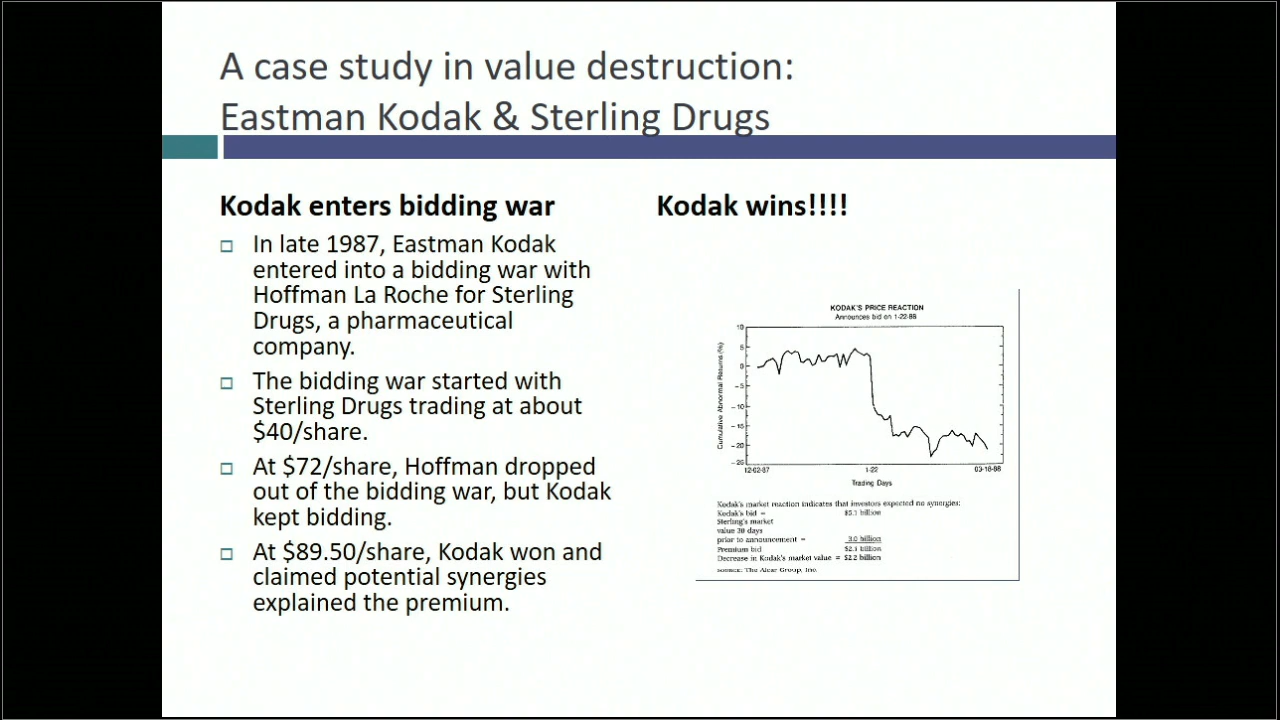 A case study in value destruction:
Eastman Kodak & Sterling Drugs
Kodak enters bidding war
In late 1987, Eastman Kodak
entered into a bidding war with
Hoffman La Roche for Sterling
Drugs, a pharmaceutical
company.
The bidding war started with
Sterling Drugs trading at about
$40/share.
At $72/share, Hoffman dropped
out of the bidding war, but Kodak
kept bidding.
At $89.50/share, Kodak won and
claimed potential synergies
explained the premium.
Kodak wins!!!!
KODAK'S PRICE REACTION
Announces bid on 1-22-88
Cumulative Abnormal Returns (%)
10
5
0
-5
-10
-15
-20
-25
12-02-87 1-22 03-18-88
Trading Days
Kodak's market reaction indicates that investors expected no synergies:
Kodak's bid = $5.1 billion
Sterling's market
value 30 days
prior to announcement = 3.0 billion
Premium bid $2.1 billion
Decrease in Kodak's market value = $2.2 billion
Source: The Alcar Group, Inc.